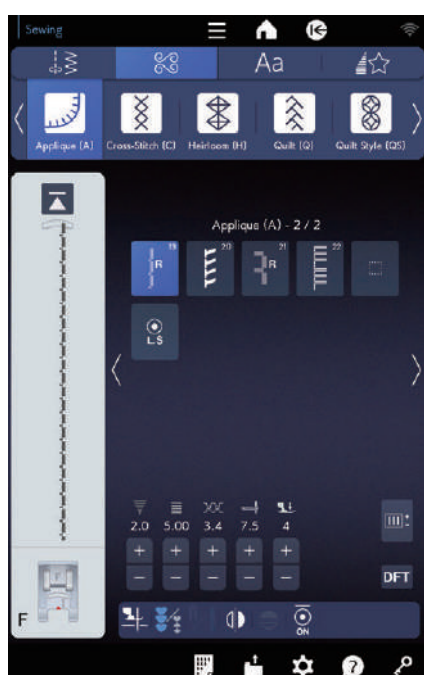 Sewing
Aa
Applique (A) Cross-Stitch (C) Heirloom (H) Quilt (Q) Quilt Style (QS)
Applique (A) - 2 / 2
19 20 21 22
R R
L S
2.0 5.00 3.4 7.5 4
+ + + + +
- - - - -
DFT
F
ON
?